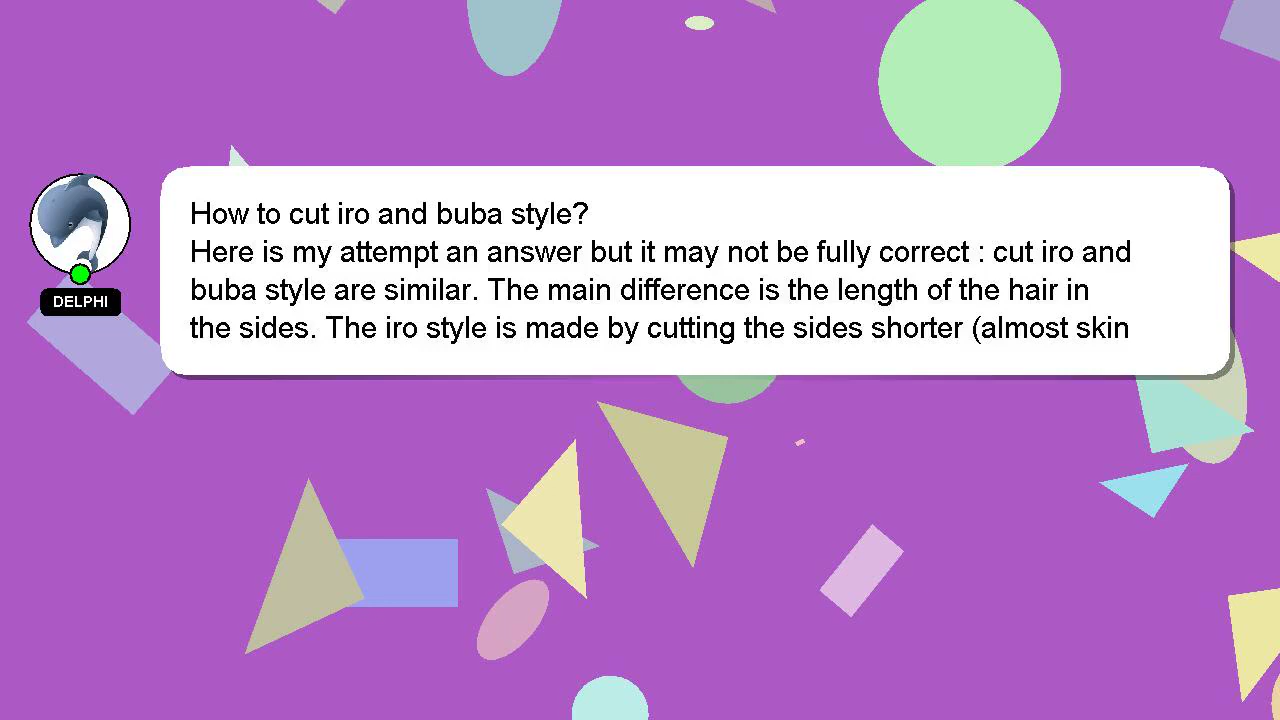 How to cut iro and buba style?
Here is my attempt an answer but it may not be fully correct : cut iro and
buba style are similar. The main difference is the length of the hair in
the sides. The iro style is made by cutting the sides shorter (almost skin
DELPHI